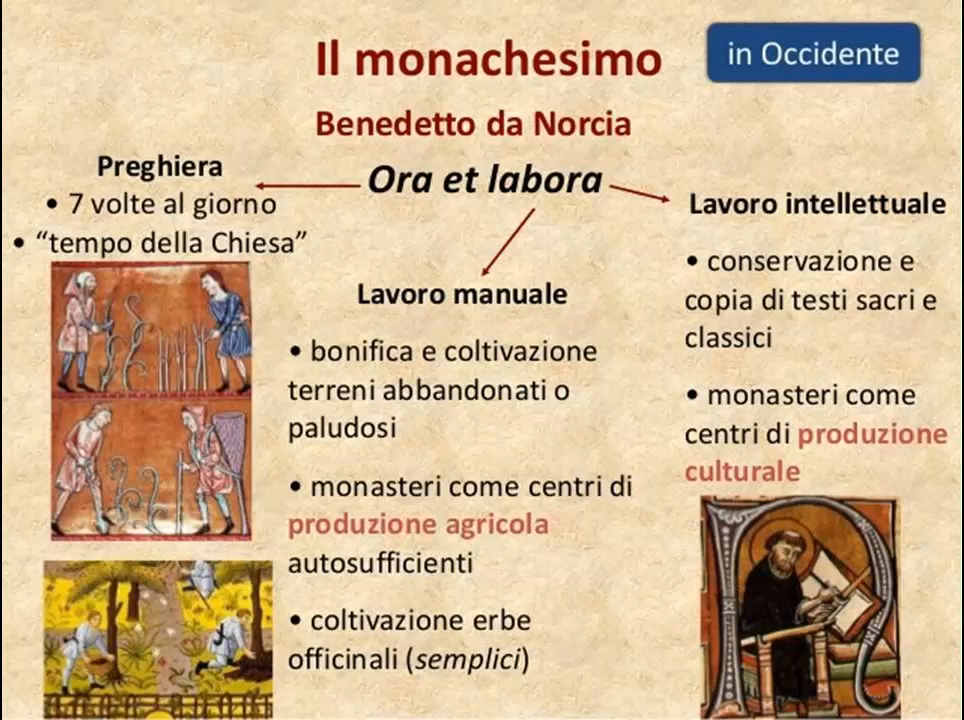 Il monachesimo
in Occidente
Benedetto da Norcia
Ora et labora
Preghiera
• 7 volte al giorno
• “tempo della Chiesa”
Lavoro manuale
• bonifica e coltivazione
terreni abbandonati o
paludosi
• monasteri come centri di
produzione agricola
autosufficienti
• coltivazione erbe
officinali (semplici)
Lavoro intellettuale
• conservazione e
copia di testi sacri e
classici
• monasteri come
centri di produzione
culturale